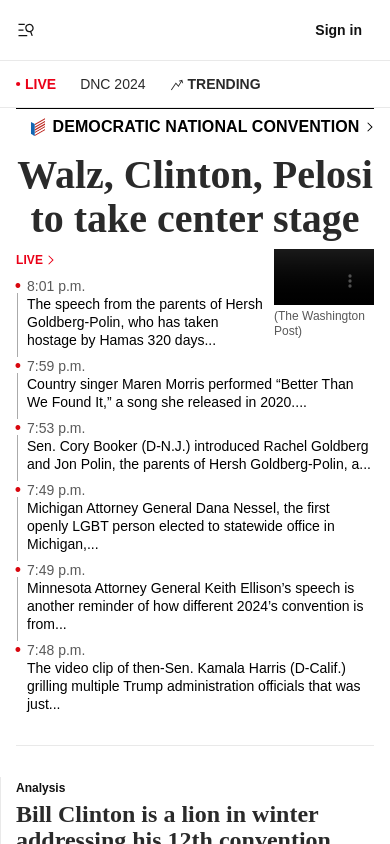 Sign in
LIVE DNC 2024 TRENDING
DEMOCRATIC NATIONAL CONVENTION
Walz, Clinton, Pelosi
to take center stage
LIVE
(The Washington
Post)
8:01 p.m.
The speech from the parents of Hersh
Goldberg-Polin, who has taken
hostage by Hamas 320 days...
7:59 p.m.
Country singer Maren Morris performed “Better Than
We Found It,” a song she released in 2020....
7:53 p.m.
Sen. Cory Booker (D-N.J.) introduced Rachel Goldberg
and Jon Polin, the parents of Hersh Goldberg-Polin, a...
7:49 p.m.
Michigan Attorney General Dana Nessel, the first
openly LGBT person elected to statewide office in
Michigan,...
7:49 p.m.
Minnesota Attorney General Keith Ellison’s speech is
another reminder of how different 2024’s convention is
from...
7:48 p.m.
The video clip of then-Sen. Kamala Harris (D-Calif.)
grilling multiple Trump administration officials that was
just...
Analysis
Bill Clinton is a lion in winter
addressing his 12th convention